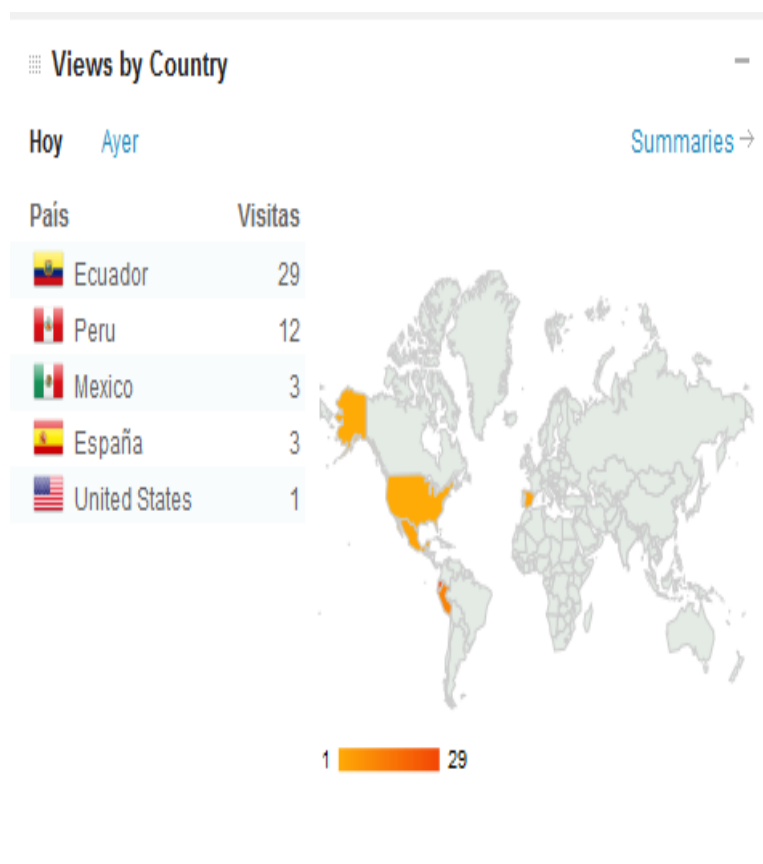 Views by Country
Hoy Ayer Summaries →
País Visitas
Ecuador 29
Peru 12
Mexico 3
España 3
United States 1
1 29